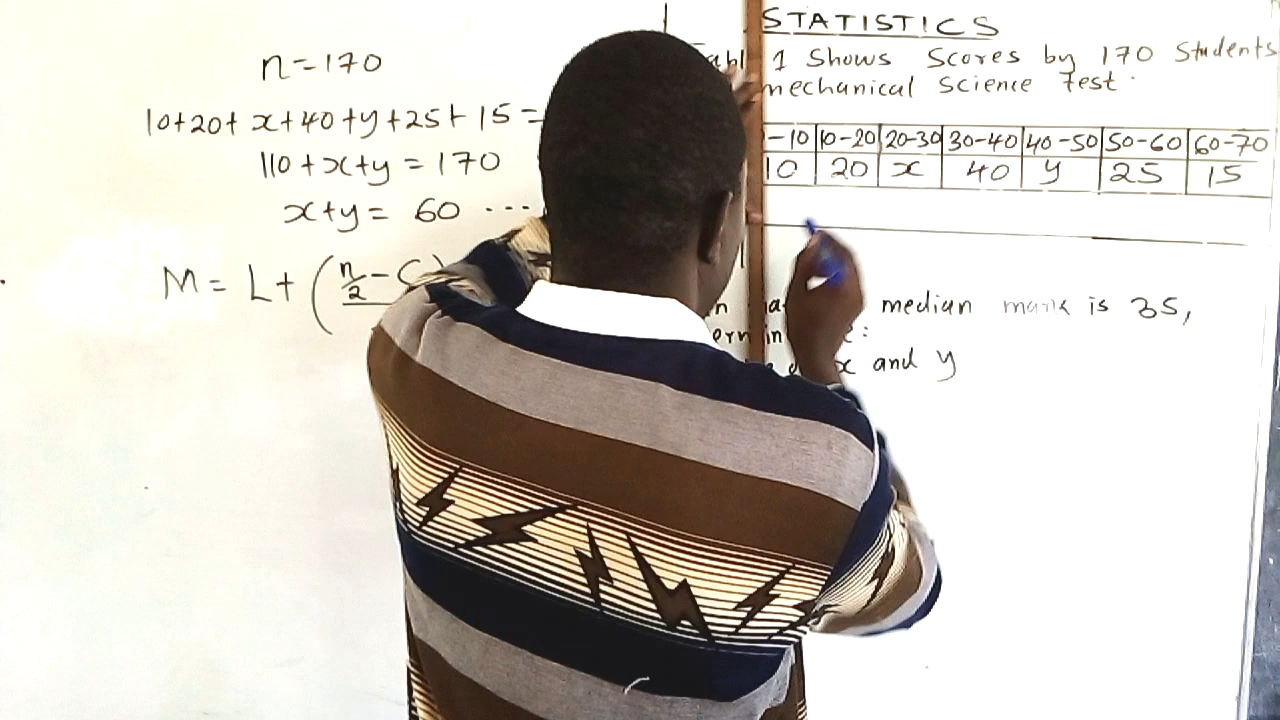 n=170
10+20+x+40+y+25+15=
110+x+y=170
x+y= 60 ....
M= L+(n/2-C)
STATISTICS
1 Shows Scores by 170 Students
mechanical Science test.
-10 10-20 20-30 30-40 40-50 50-60 60-70
10 20 x 40 y 25 15
median mark is 35,
x and y